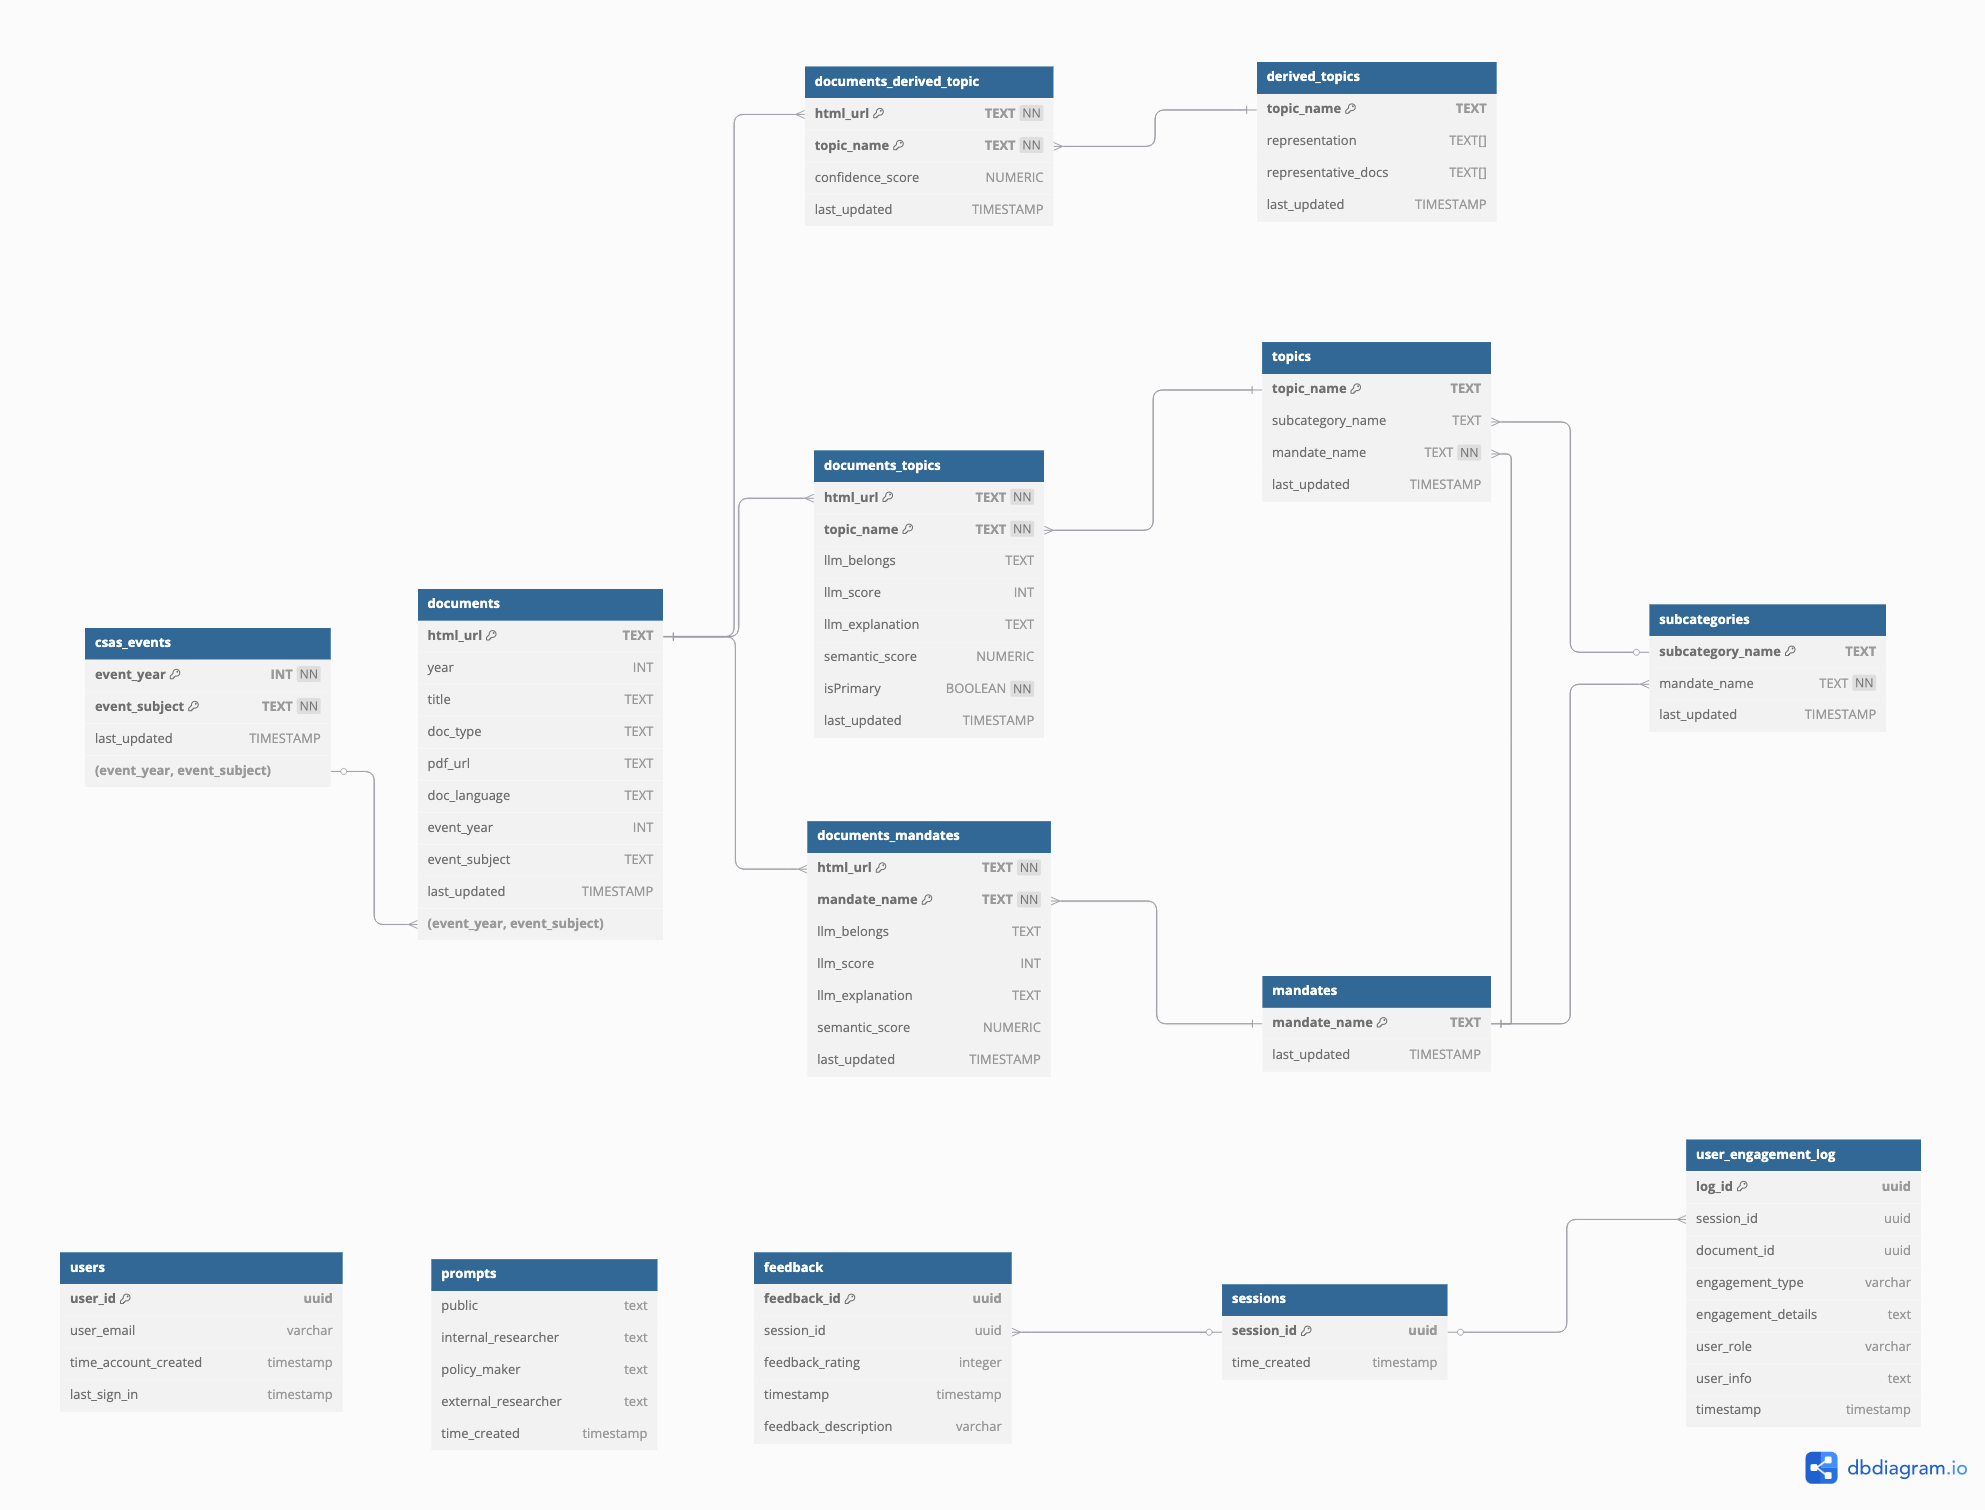 documents_derived_topic
html_url TEXT NN
topic_name TEXT NN
confidence_score NUMERIC
last_updated TIMESTAMP
derived_topics
topic_name TEXT
representation TEXT[]
representative_docs TEXT[]
last_updated TIMESTAMP
topics
topic_name TEXT
subcategory_name TEXT
mandate_name TEXT NN
last_updated TIMESTAMP
documents_topics
html_url TEXT NN
topic_name TEXT NN
llm_belongs TEXT
llm_score INT
llm_explanation TEXT
semantic_score NUMERIC
isPrimary BOOLEAN NN
last_updated TIMESTAMP
documents
html_url TEXT
year INT
title TEXT
doc_type TEXT
pdf_url TEXT
doc_language TEXT
event_year INT
event_subject TEXT
last_updated TIMESTAMP
(event_year, event_subject)
csas_events
event_year INT NN
event_subject TEXT NN
last_updated TIMESTAMP
(event_year, event_subject)
subcategories
subcategory_name TEXT
mandate_name TEXT NN
last_updated TIMESTAMP
documents_mandates
html_url TEXT NN
mandate_name TEXT NN
llm_belongs TEXT
llm_score INT
llm_explanation TEXT
semantic_score NUMERIC
last_updated TIMESTAMP
mandates
mandate_name TEXT
last_updated TIMESTAMP
user_engagement_log
log_id uuid
session_id uuid
document_id uuid
engagement_type varchar
engagement_details text
user_role varchar
user_info text
timestamp timestamp
users
user_id uuid
user_email varchar
time_account_created timestamp
last_sign_in timestamp
prompts
public text
internal_researcher text
policy_maker text
external_researcher text
time_created timestamp
feedback
feedback_id uuid
session_id uuid
feedback_rating integer
timestamp timestamp
feedback_description varchar
sessions
session_id uuid
time_created timestamp
dbdiagram.io